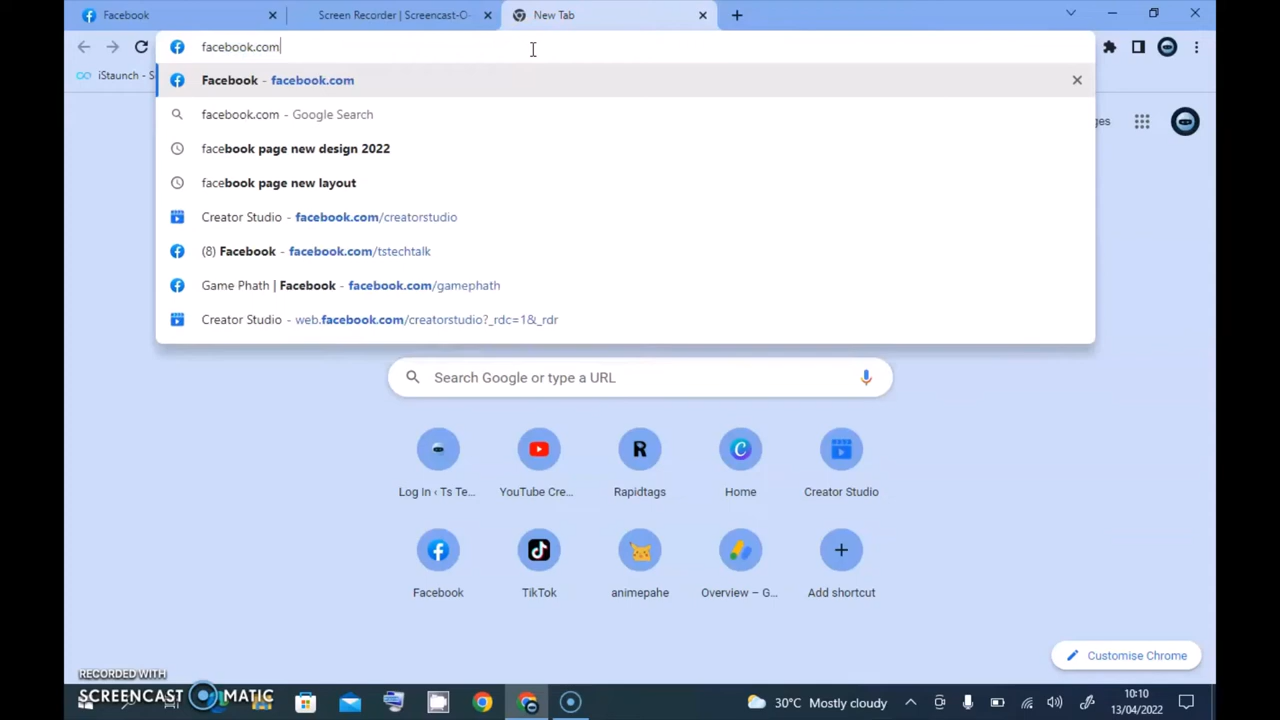 Facebook
Screen Recorder | Screencast-O-
New Tab
facebook.com
iStaunch - S
Facebook - facebook.com
facebook.com - Google Search
facebook page new design 2022
facebook page new layout
Creator Studio - facebook.com/creatorstudio
(8) Facebook - facebook.com/tstechtalk
Game Phath | Facebook - facebook.com/gamephath
Creator Studio - web.facebook.com/creatorstudio?_rdc=1&_rdr
ges
Search Google or type a URL
Log In ‹ Ts Te...
YouTube Cre...
Rapidtags
Home
Creator Studio
Facebook
TikTok
animepahe
Overview – G...
Add shortcut
Customise Chrome
RECORDED WITH
SCREENCAST MATIC
30°C Mostly cloudy
10:10
13/04/2022